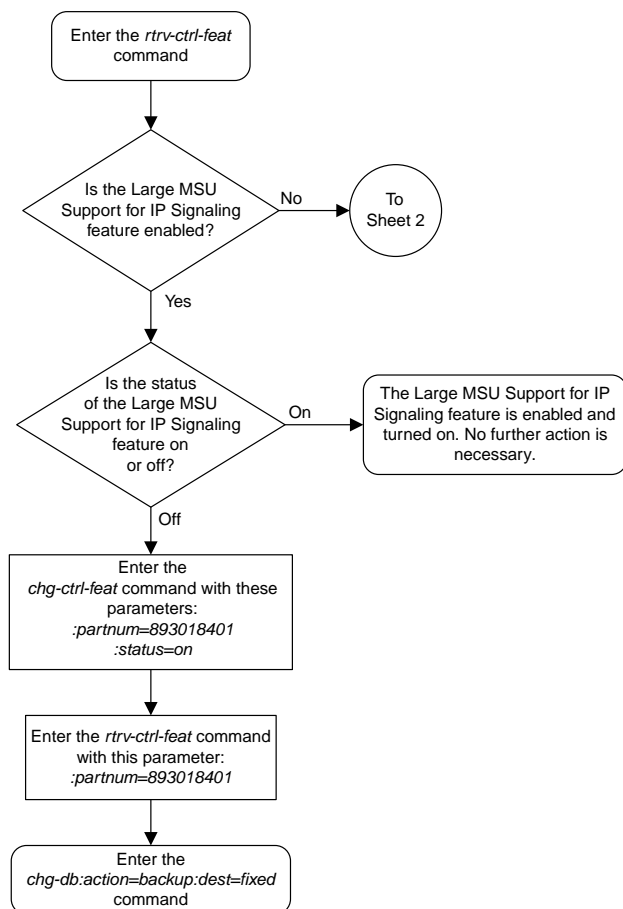 Enter the rtrv-ctrl-feat
command
Is the Large MSU
Support for IP Signaling
feature enabled?
No
To
Sheet 2
Yes
Is the status
of the Large MSU
Support for IP Signaling
feature on
or off?
On
The Large MSU Support for IP
Signaling feature is enabled and
turned on. No further action is
necessary.
Off
Enter the
chg-ctrl-feat command with these
parameters:
:partnum=893018401
:status=on
Enter the rtrv-ctrl-feat command
with this parameter:
:partnum=893018401
Enter the
chg-db:action=backup:dest=fixed
command